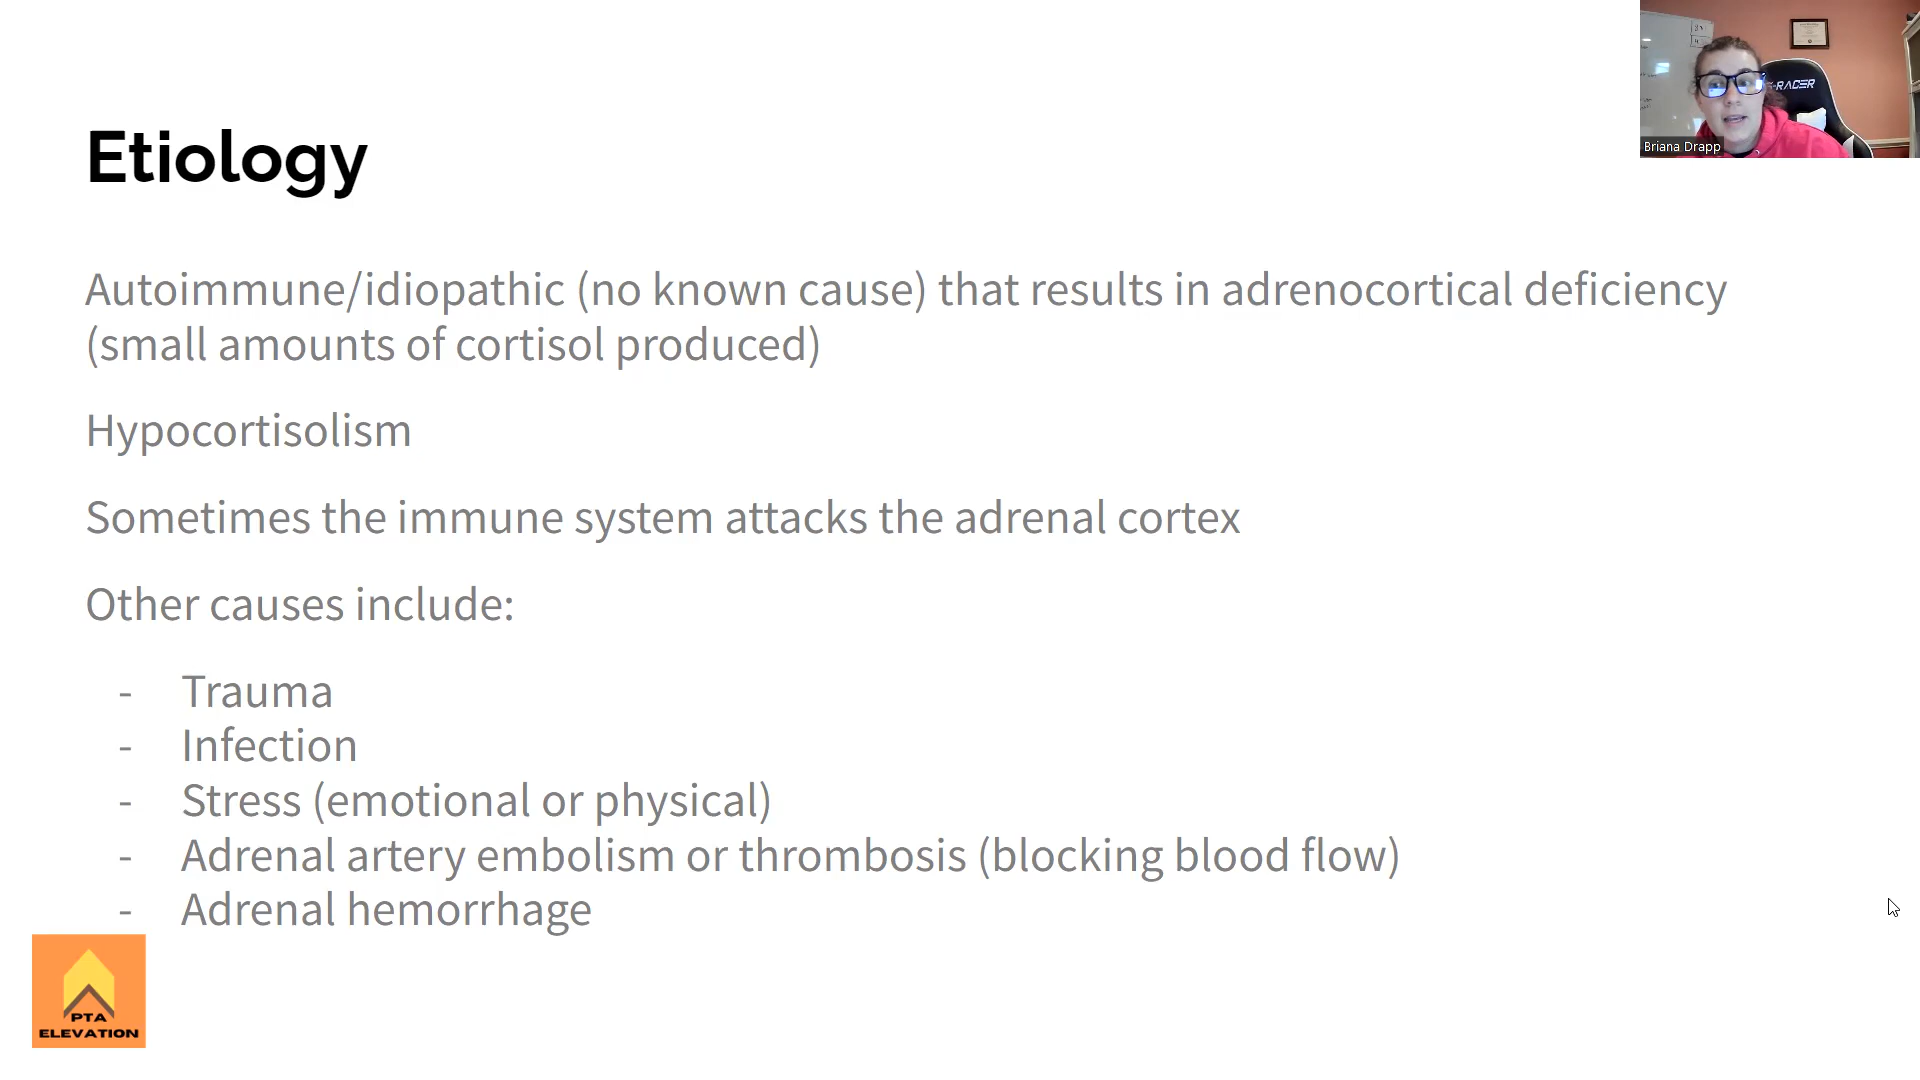 Etiology
Autoimmune/idiopathic (no known cause) that results in adrenocortical deficiency
(small amounts of cortisol produced)
Hypocortisolism
Sometimes the immune system attacks the adrenal cortex
Other causes include:
- Trauma
- Infection
- Stress (emotional or physical)
- Adrenal artery embolism or thrombosis (blocking blood flow)
- Adrenal hemorrhage
PTA
ELEVATION
-RACER
Briana Drapp